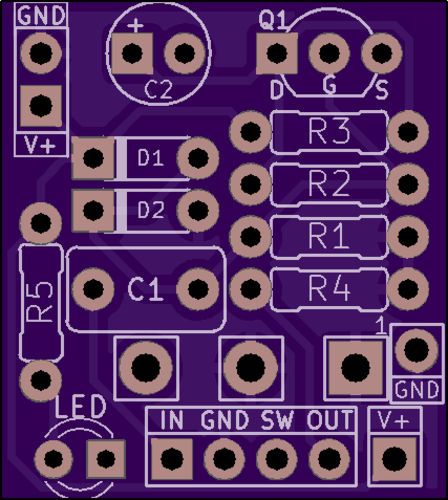 GND
Q1
+
C2
D G S
V+
D1
R3
D2
R2
R1
C1
R4
R5
1
GND
LED
IN GND SW OUT
V+